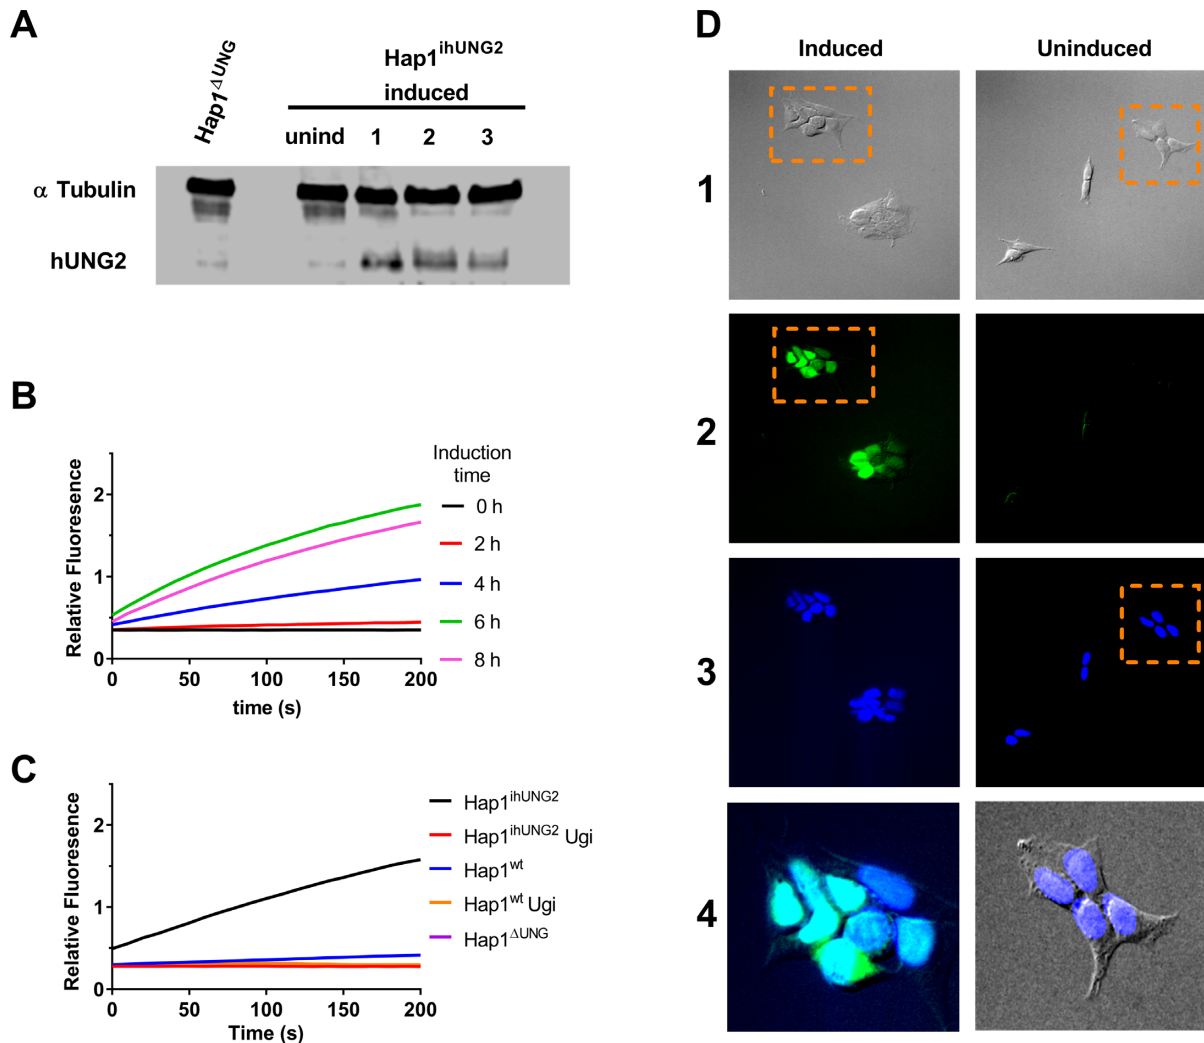 A
Hap1ΔUNG
Hap1ihUNG2
induced
unind 1 2 3
α Tubulin
hUNG2
B
Relative Fluoresence
2
1
0
0 50 100 150 200
time (s)
Induction
time
0 h
2 h
4 h
6 h
8 h
C
Relative Fluoresence
2
1
0
0 50 100 150 200
Time (s)
Hap1ihUNG2
Hap1ihUNG2 Ugi
Hap1wt
Hap1wt Ugi
Hap1ΔUNG
D
Induced Uninduced
1
2
3
4